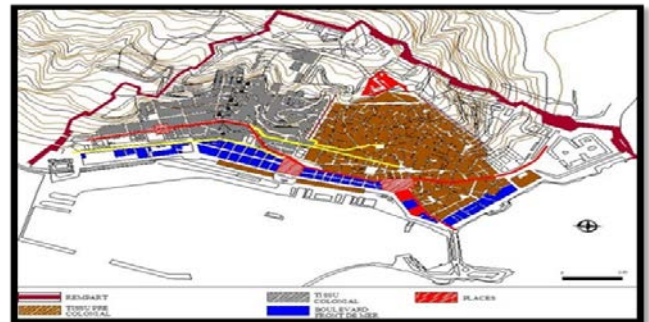 REMPART
TISSU PRE
COLONIAL
TISSU
COLONIAL
BOULEVARD
FRONT DE MER
PLACES